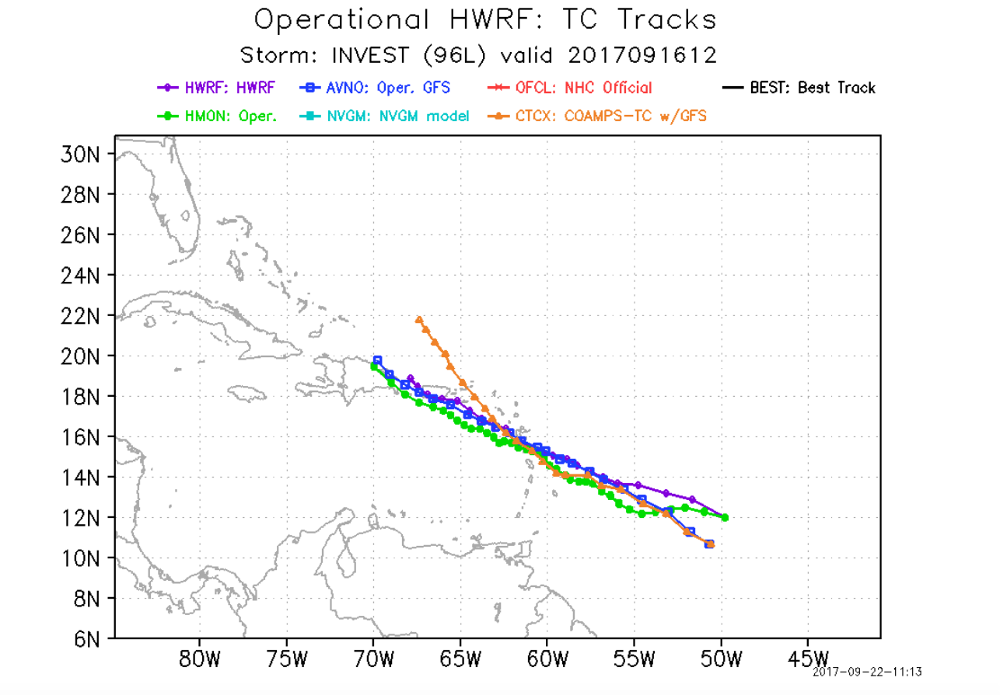 Operational HWRF: TC Tracks
Storm: INVEST (96L) valid 2017091612
HWRF: HWRF AVNO: Oper. GFS OFCL: NHC Official BEST: Best Track
HMON: Oper. NVGM: NVGM model CTCX: COAMPS-TC w/GFS
30N
28N
26N
24N
22N
20N
18N
16N
14N
12N
10N
8N
6N
80W 75W 70W 65W 60W 55W 50W 45W
2017-09-22-11:13